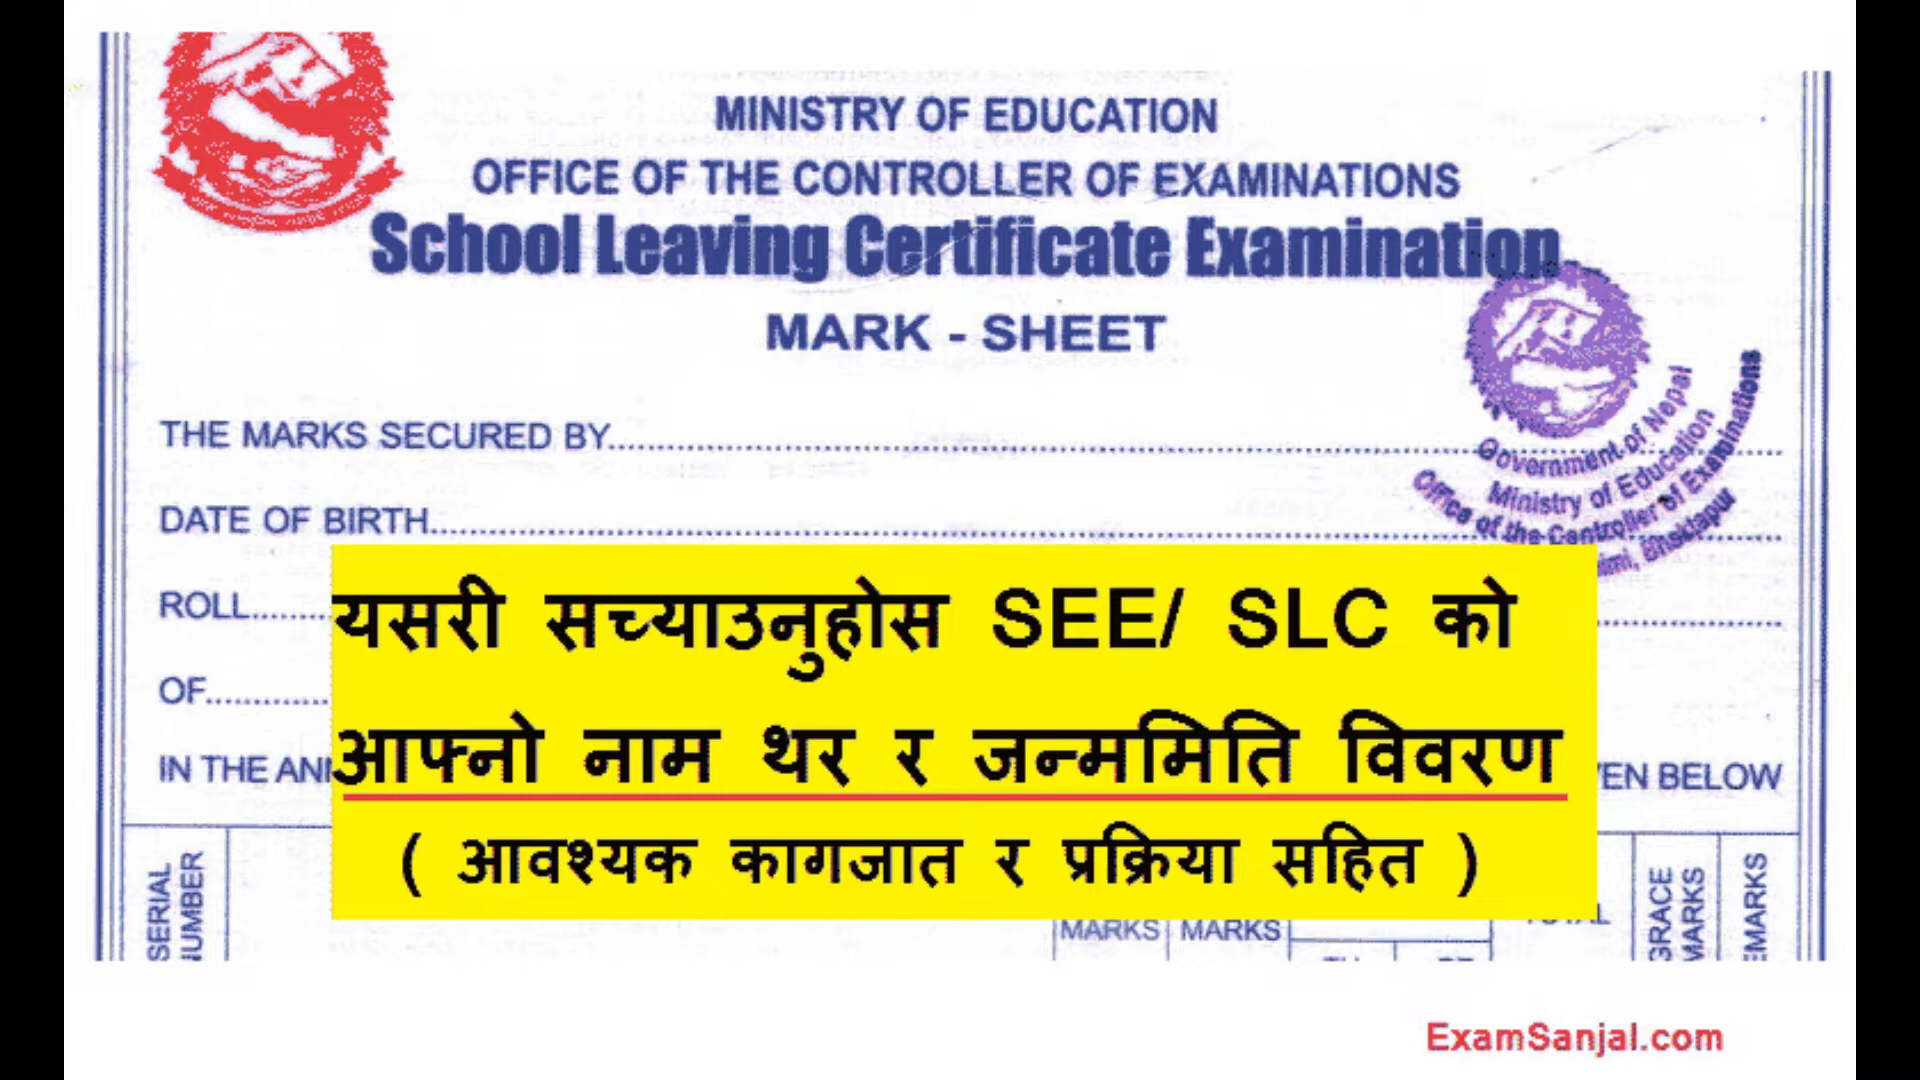 MINISTRY OF EDUCATION
OFFICE OF THE CONTROLLER OF EXAMINATIONS
School Leaving Certificate Examination
MARK - SHEET
THE MARKS SECURED BY
DATE OF BIRTH
ROLL
OF
IN THE ANN
EN BELOW
Government of Nepal
Ministry of Education
Office of the Controller of Examinations
Bhaktapur
यसरी सच्याउनुहोस SEE/ SLC को
आफ्नो नाम थर र जन्ममिति विवरण
( आवश्यक कागजात र प्रक्रिया सहित )
SERIAL
NUMBER
MARKS
MARKS
TOTAL
GRACE
MARKS
REMARKS
ExamSanjal.com